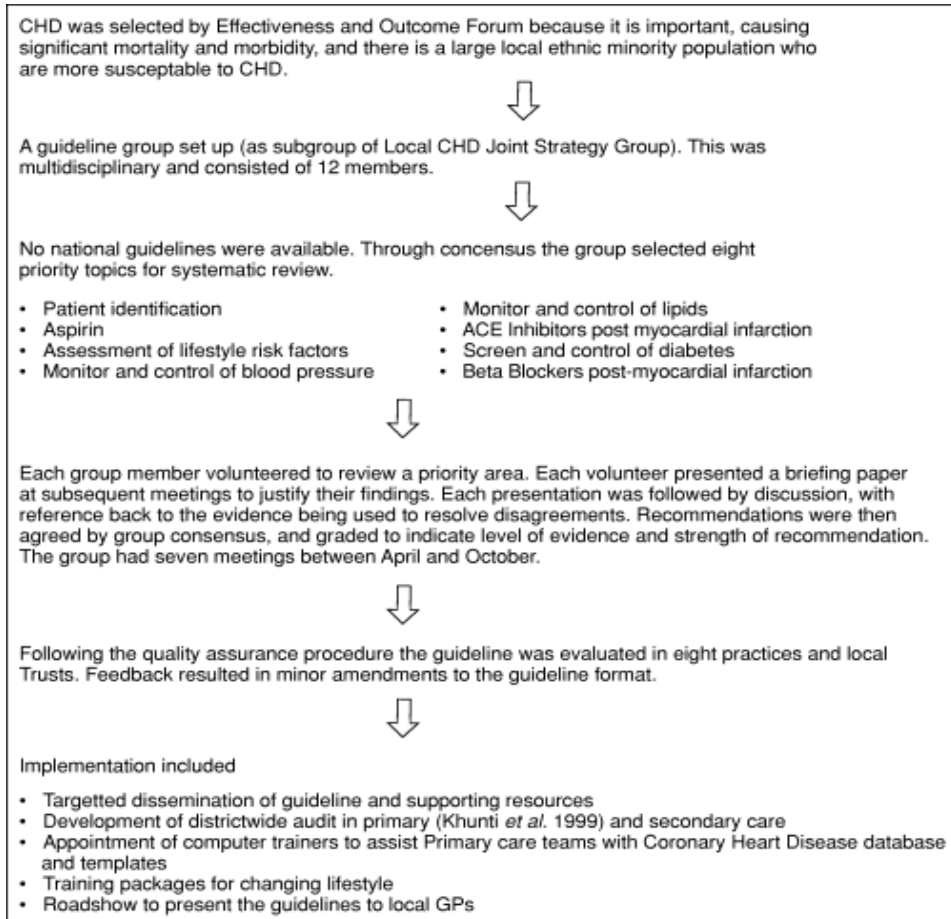 CHD was selected by Effectiveness and Outcome Forum because it is important, causing
significant mortality and morbidity, and there is a large local ethnic minority population who
are more susceptable to CHD.
A guideline group set up (as subgroup of Local CHD Joint Strategy Group). This was
multidisciplinary and consisted of 12 members.
No national guidelines were available. Through concensus the group selected eight
priority topics for systematic review.
• Patient identification
• Aspirin
• Assessment of lifestyle risk factors
• Monitor and control of blood pressure
• Monitor and control of lipids
• ACE Inhibitors post myocardial infarction
• Screen and control of diabetes
• Beta Blockers post-myocardial infarction
Each group member volunteered to review a priority area. Each volunteer presented a briefing paper
at subsequent meetings to justify their findings. Each presentation was followed by discussion, with
reference back to the evidence being used to resolve disagreements. Recommendations were then
agreed by group consensus, and graded to indicate level of evidence and strength of recommendation.
The group had seven meetings between April and October.
Following the quality assurance procedure the guideline was evaluated in eight practices and local
Trusts. Feedback resulted in minor amendments to the guideline format.
Implementation included
• Targetted dissemination of guideline and supporting resources
• Development of districtwide audit in primary (Khunti et al. 1999) and secondary care
• Appointment of computer trainers to assist Primary care teams with Coronary Heart Disease database
and templates
• Training packages for changing lifestyle
• Roadshow to present the guidelines to local GPs